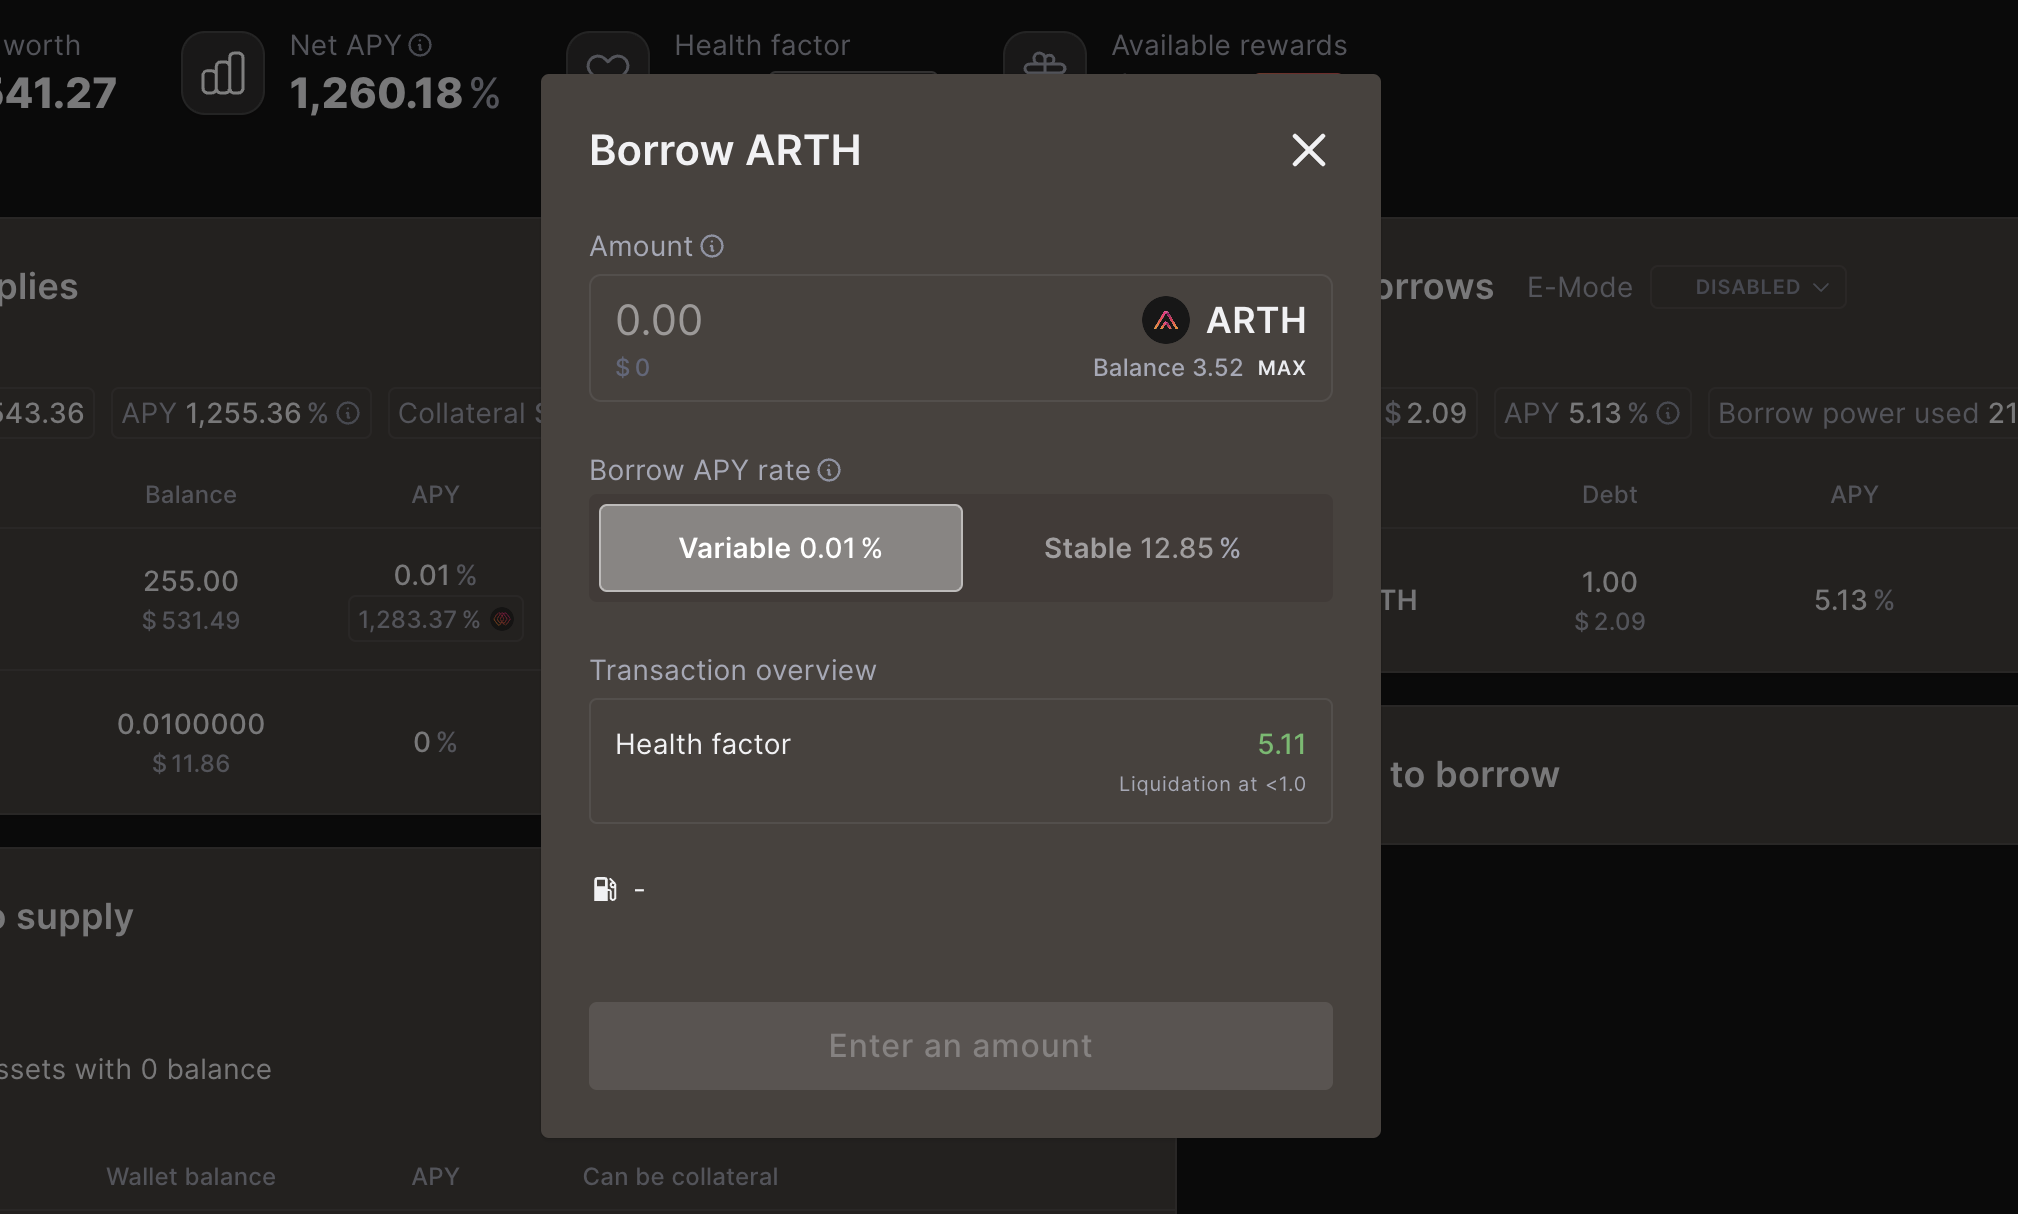 worth
Net APY
Health factor
Available rewards
541.27
1,260.18 %
Borrow ARTH
Amount
0.00
ARTH
$ 0
Balance 3.52 MAX
Borrow APY rate
Variable 0.01 %
Stable 12.85 %
Transaction overview
Health factor
5.11
Liquidation at <1.0
-
Enter an amount
plies
543.36
APY 1,255.36 %
Collateral $
Balance
APY
255.00
$ 531.49
0.01 %
1,283.37 %
0.0100000
$ 11.86
0 %
o supply
ssets with 0 balance
Wallet balance
APY
Can be collateral
orrows
E-Mode
DISABLED
$ 2.09
APY 5.13 %
Borrow power used 21
Debt
APY
TH
1.00
$ 2.09
5.13 %
to borrow